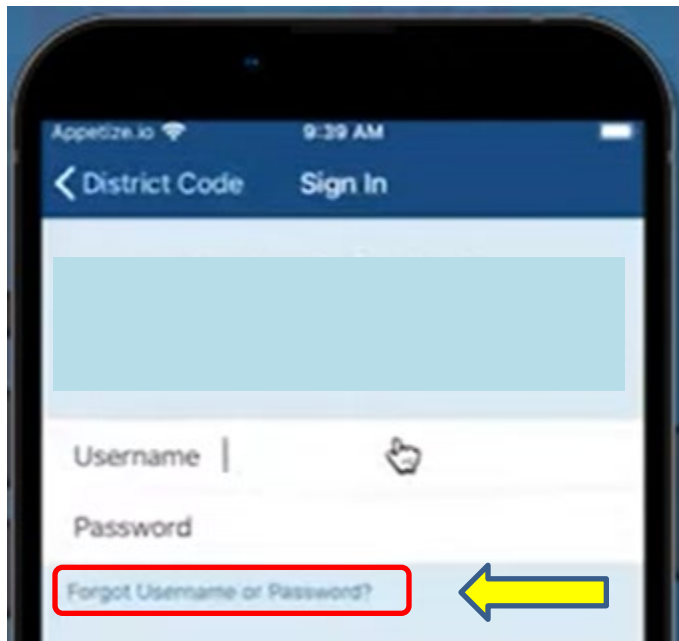 Appetize.io 9:39 AM
District Code Sign In
Username
Password
Forgot Username or Password?